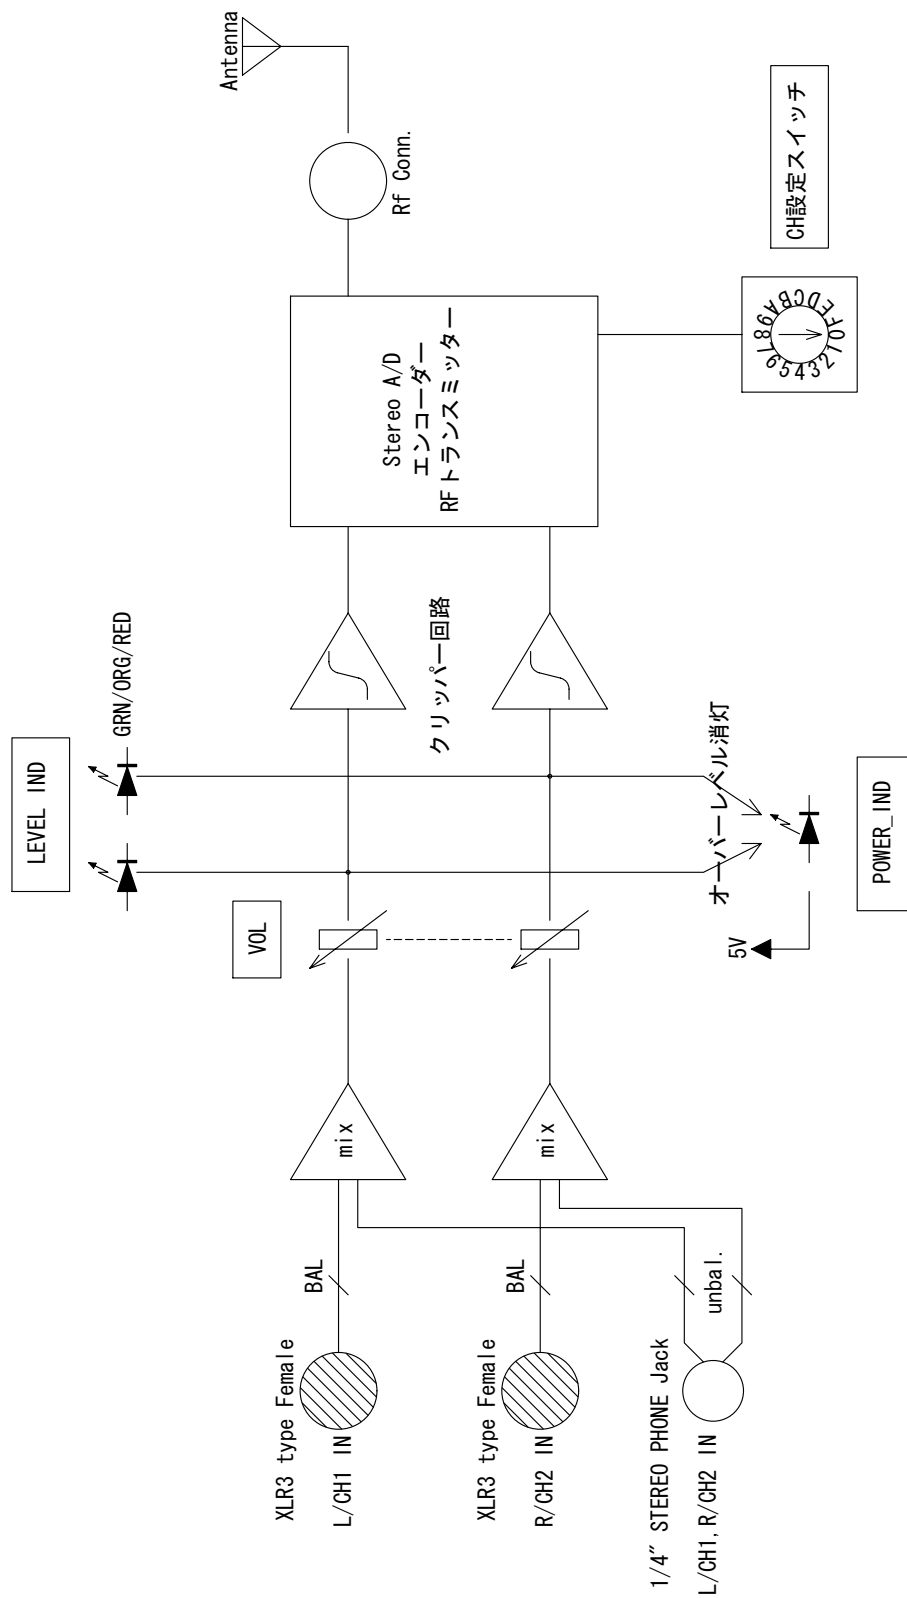 LEVEL IND
GRN/ORG/RED
Antenna
XLR3 type Female
L/CH1 IN
BAL
mix
VOL
クリッパー回路
Stereo A/D
エンコーダー
RFトランスミッター
Rf Conn.
XLR3 type Female
R/CH2 IN
BAL
mix
1/4″ STEREO PHONE Jack
L/CH1,R/CH2 IN
unbal.
5V
オーバーレベル消灯
POWER_IND
0123456789ABCDEF
CH設定スイッチ